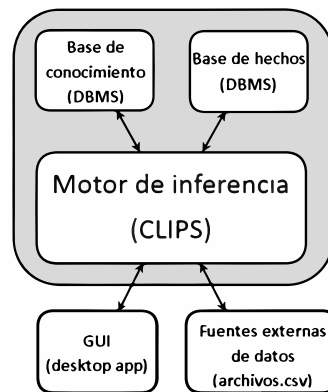 Base de
conocimiento
(DBMS)
Base de hechos
(DBMS)
Motor de inferencia
(CLIPS)
GUI
(desktop app)
Fuentes externas
de datos
(archivos.csv)